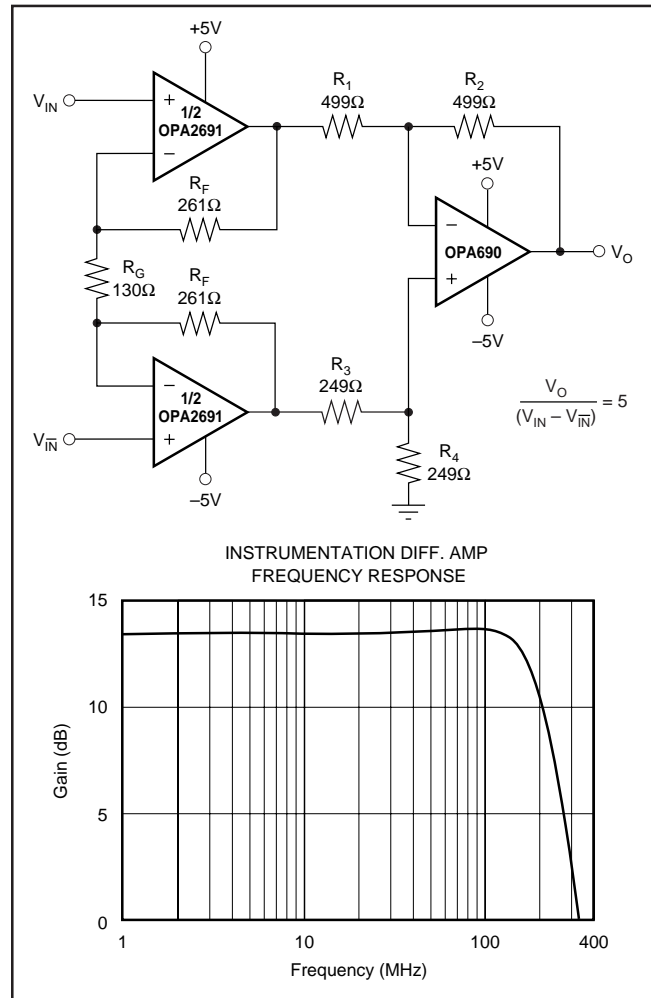 +5V
V_IN
+
1/2
OPA2691
–
R_1
499Ω
R_2
499Ω
R_F
261Ω
+5V
–
OPA690
+
V_O
–5V
R_G
130Ω
R_F
261Ω
–
1/2
OPA2691
+
V_I̅N̅
–5V
R_3
249Ω
R_4
249Ω
V_O
(V_IN – V_I̅N̅)
= 5
INSTRUMENTATION DIFF. AMP
FREQUENCY RESPONSE
15
10
5
0
Gain (dB)
1
10
100
400
Frequency (MHz)